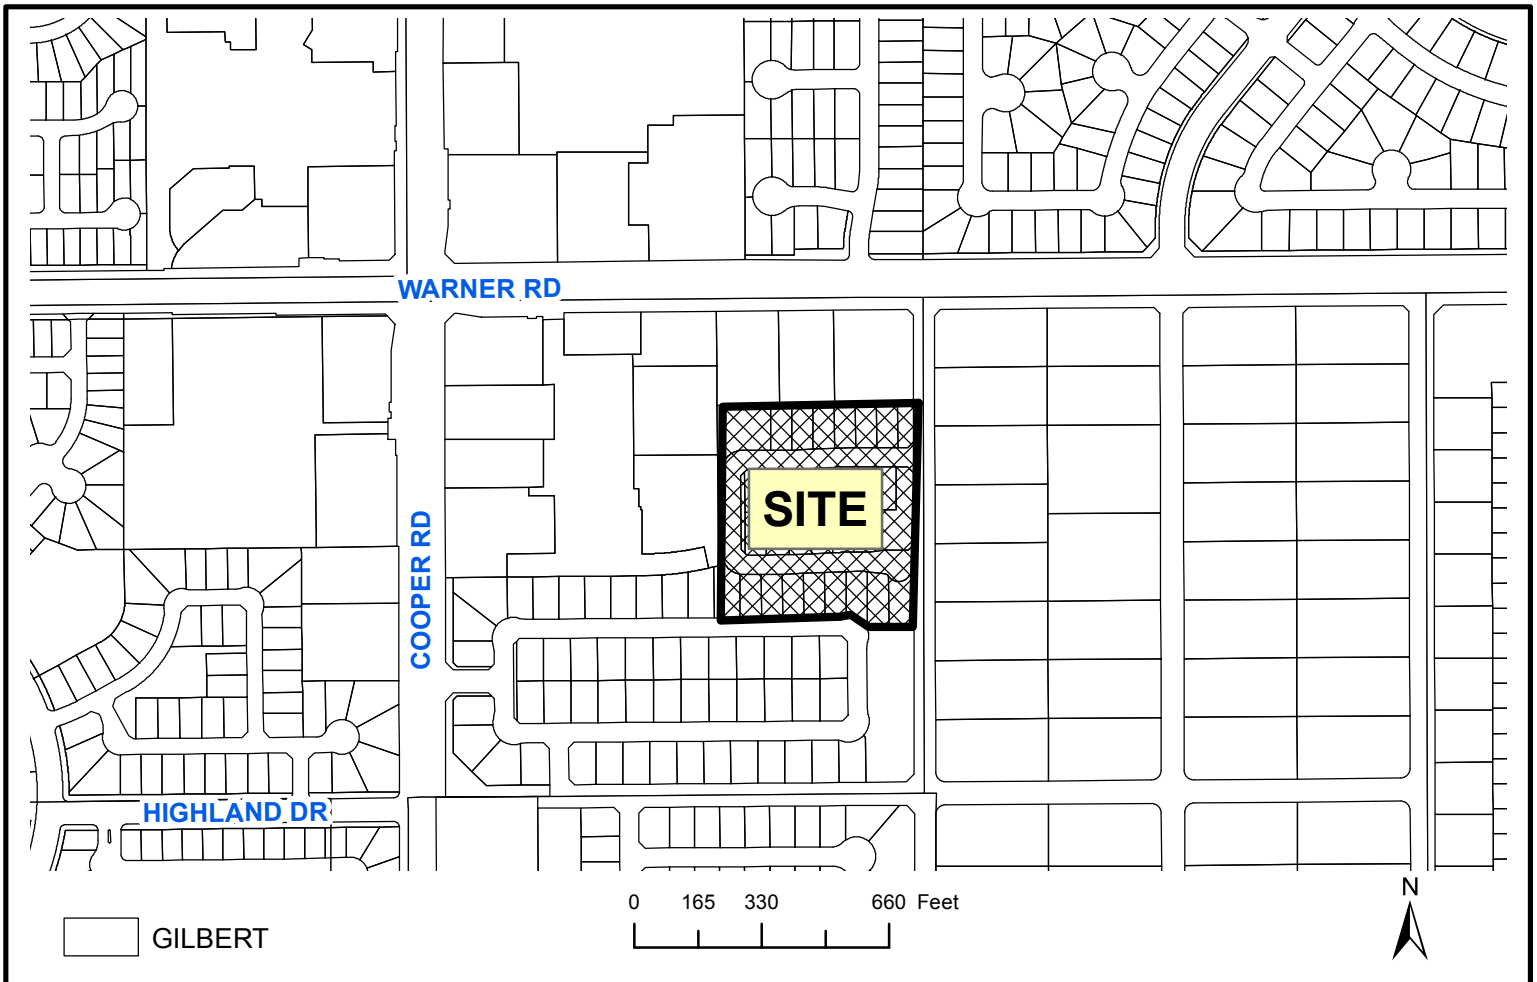 WARNER RD
SITE
COOPER RD
HIGHLAND DR
0 165 330 660 Feet
N
GILBERT